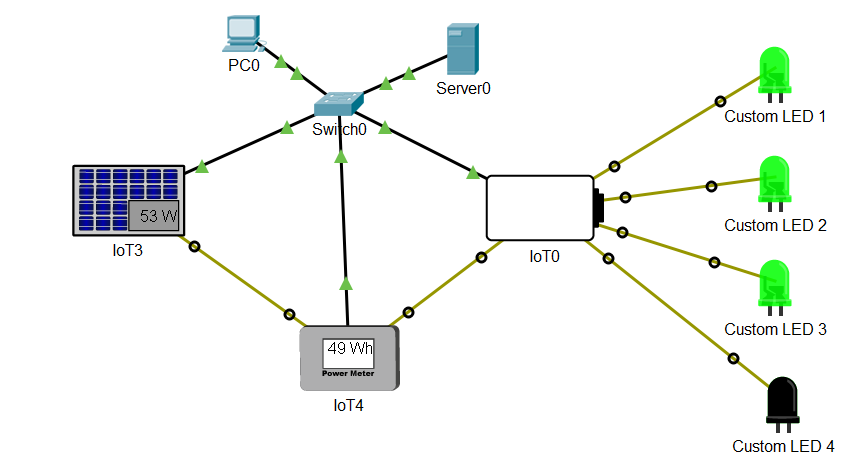 PC0
Server0
Switch0
Custom LED 1
53 W
IoT3
IoT0
Custom LED 2
Custom LED 3
49 Wh
Power Meter
IoT4
Custom LED 4